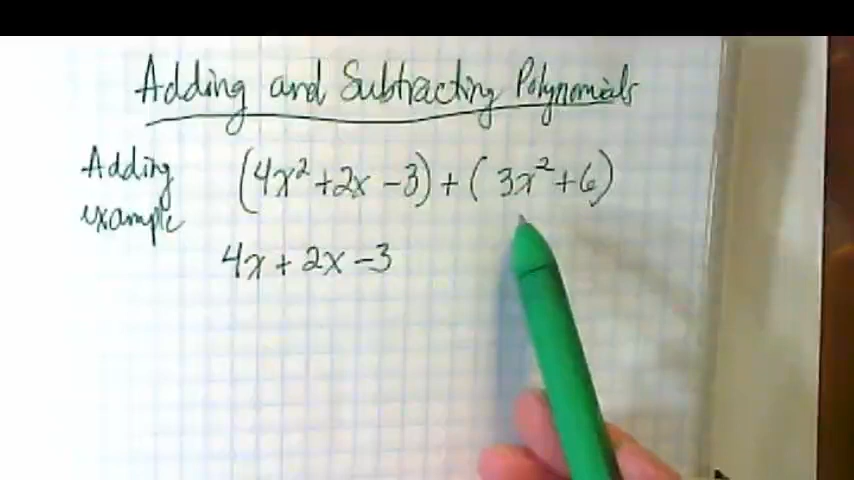 Adding and Subtracting Polynomials
Adding example (4x² +2x -3) + ( 3x² +6)
4x + 2x -3